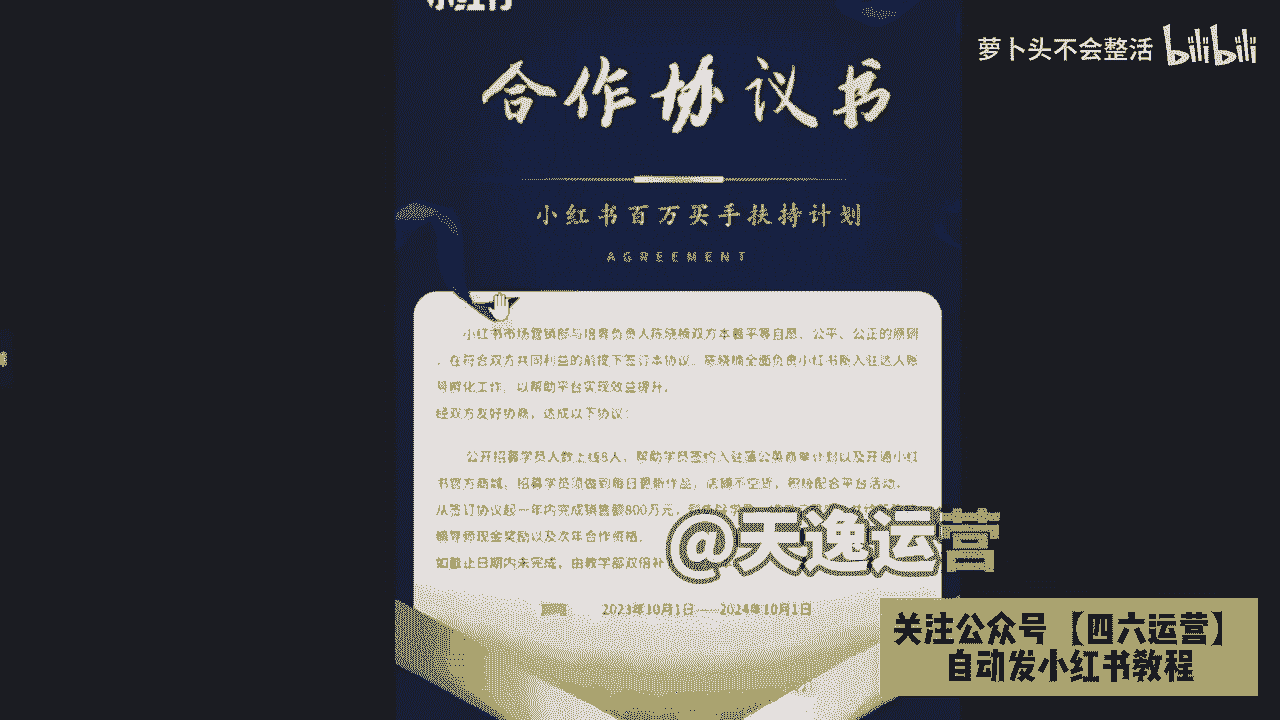 萝卜头不会整活 bilibili
合作协议书
小红书百万买手扶持计划
AGREEMENT
小红书市场营销部与培养负责人陈晓楠双方本着平等自愿、公平、公正的原则
，在符合双方共同利益的前提下签订本协议。陈晓楠全面负责小红书新入驻达人账
号孵化工作，以帮助平台实现效益提升。
经双方友好协商，达成以下协议：
公开招募学员人数上线8人，帮助学员签约入驻蒲公英商单计划以及开通小红
书官方商城，招募学员须做到每日更新作品，店铺不空货，积极配合平台活动。
从签订协议起一年内完成销售额800万元，
辅导师现金奖励以及次年合作资格。
如截止日期内未完成，由教学部双倍补
@天逸运营
2023年10月1日——2024年10月1日
关注公众号【四六运营】
自动发小红书教程